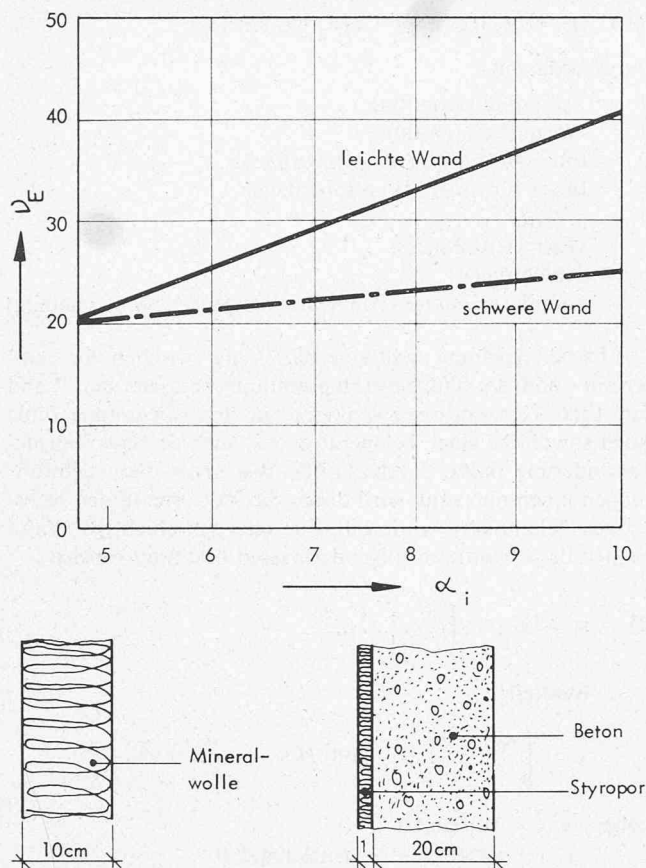 50
40
30
20
10
0
ν_E
leichte Wand
schwere Wand
5
6
7
8
9
10
α_i
Mineral-
wolle
10cm
Beton
Styropor
1
20cm